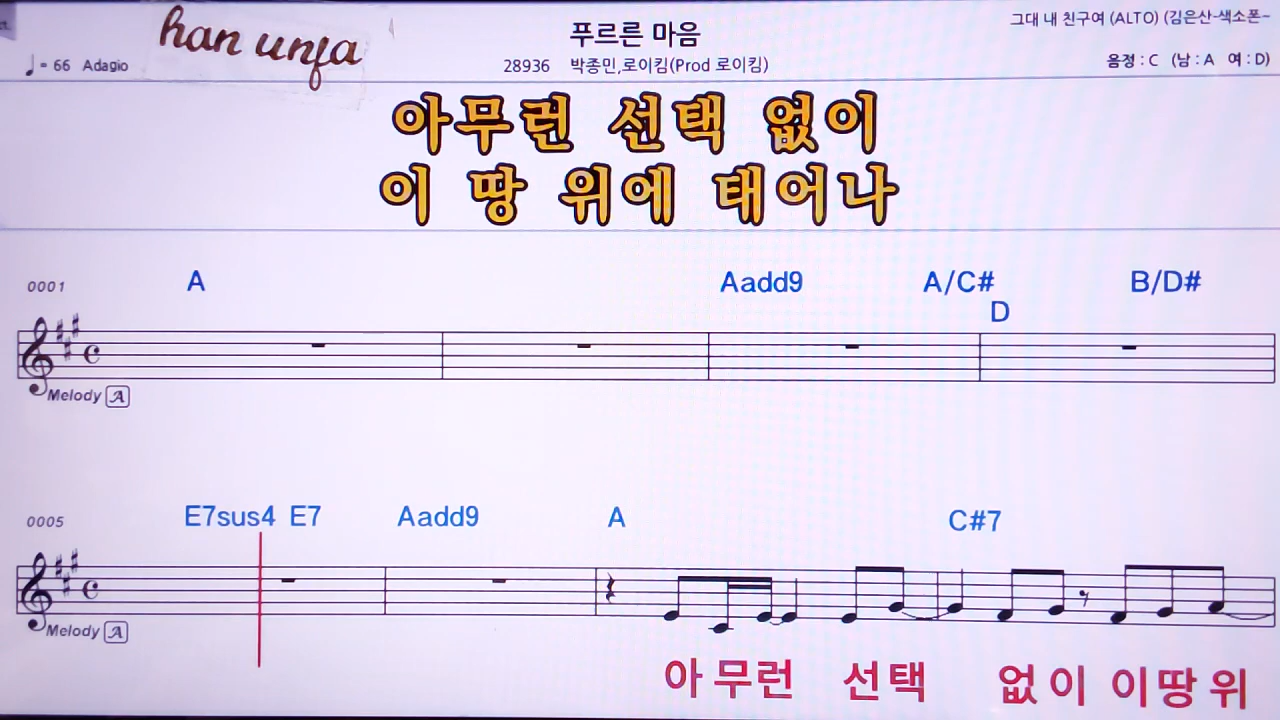 han unfa
푸르른 마음
그대 내 친구여 (ALTO) (김은산~색소폰~
♩= 66 Adagio
28936 박종민,로이킴(Prod 로이킴)
음정 : C (남 : A 여 : D)
아무런 선택 없이
이 땅 위에 태어나
0001
A Aadd9 A/C# B/D#
D
Melody A
0005
E7sus4 E7 Aadd9 A C#7
Melody A
아 무런 선택 없 이 이 땅 위